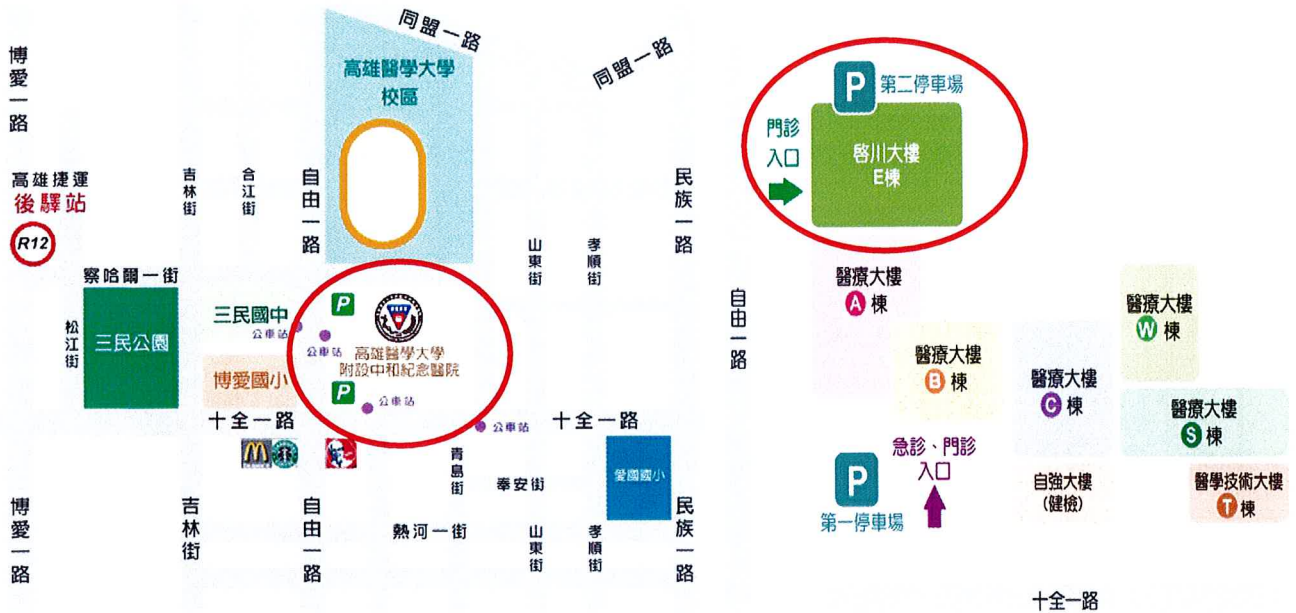 同盟一路
同盟一路
博愛一路
高雄醫學大學
校區
高雄捷運
後驛站
R12
吉林街
合江街
自由一路
山東街
孝順街
民族一路
察哈爾一街
松江街
三民公園
三民國中
公車站
公車站
P
高雄醫學大學
附設中和紀念醫院
博愛國小
P
公車站
公車站
十全一路
十全一路
青島街
奉安街
愛國國小
博愛一路
吉林街
自由一路
熱河一街
山東街
孝順街
民族一路
P 第二停車場
門診
入口
啓川大樓
E棟
自由一路
醫療大樓
A 棟
醫療大樓
B 棟
醫療大樓
C 棟
醫療大樓
W 棟
醫療大樓
S 棟
急診、門診
入口
P
第一停車場
自強大樓
(健檢)
醫學技術大樓
T 棟
十全一路